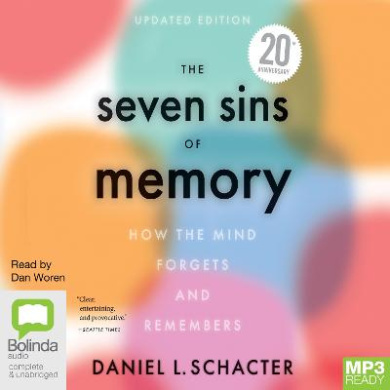 UPDATED EDITION
20TH
ANNIVERSARY
THE
seven sins
OF
memory
HOW THE MIND
FORGETS
AND
REMEMBERS
Read by
Dan Woren
"Clear,
entertaining,
and provocative."
—SEATTLE TIMES
Bolinda
audio
complete
& unabridged
DANIEL L. SCHACTER
MP3
READY